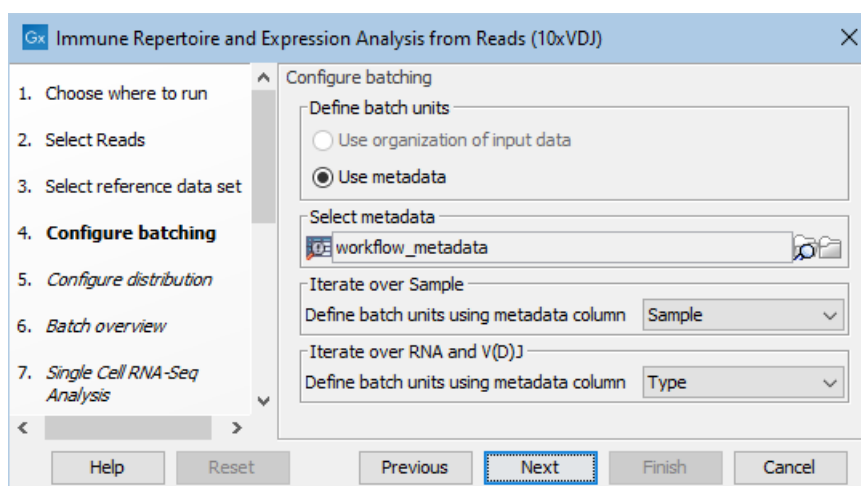 Gx Immune Repertoire and Expression Analysis from Reads (10xVDJ)
1. Choose where to run
2. Select Reads
3. Select reference data set
4. Configure batching
5. Configure distribution
6. Batch overview
7. Single Cell RNA-Seq
Analysis
Configure batching
Define batch units
Use organization of input data
Use metadata
Select metadata
workflow_metadata
Iterate over Sample
Define batch units using metadata column Sample
Iterate over RNA and V(D)J
Define batch units using metadata column Type
Help Reset Previous Next Finish Cancel